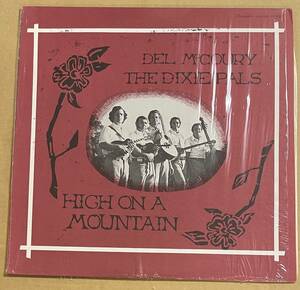 DEL McCOURY
THE DIXIE PALS
HIGH ON A
MOUNTAIN